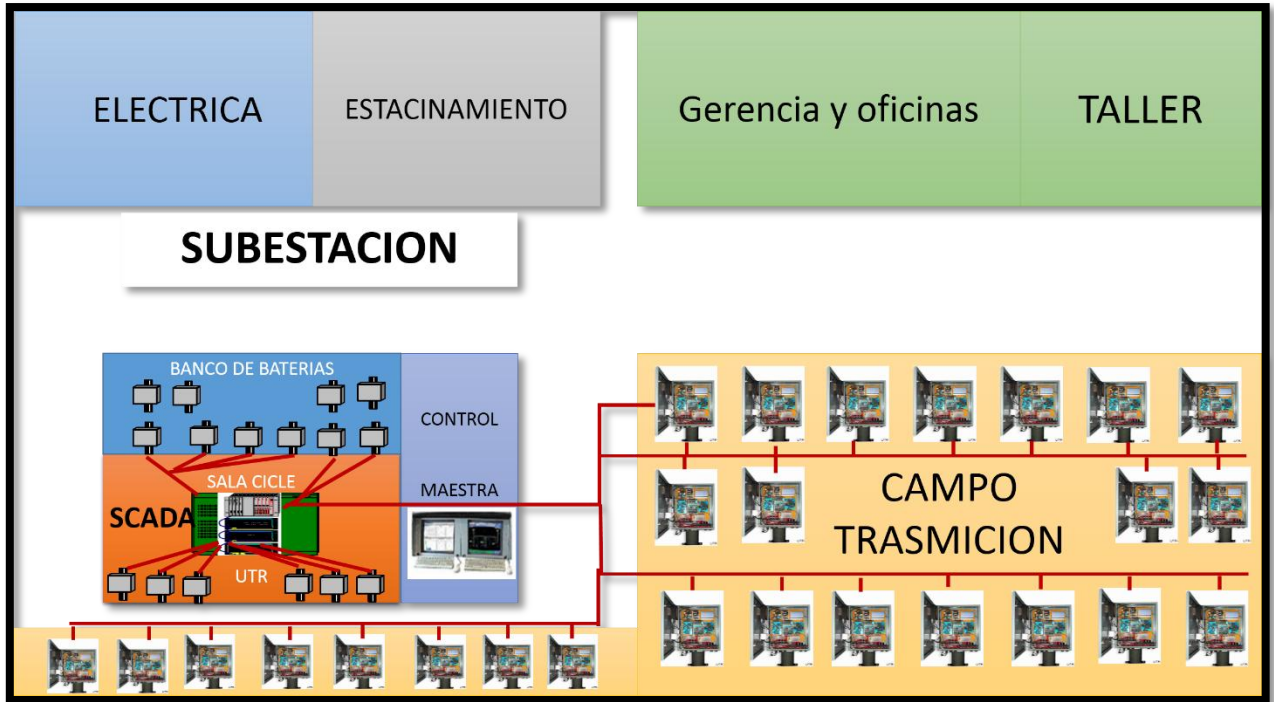 ELECTRICA
ESTACINAMIENTO
Gerencia y oficinas
TALLER
SUBESTACION
BANCO DE BATERIAS
CONTROL
SALA CICLE
MAESTRA
SCADA
UTR
CAMPO
TRASMICION